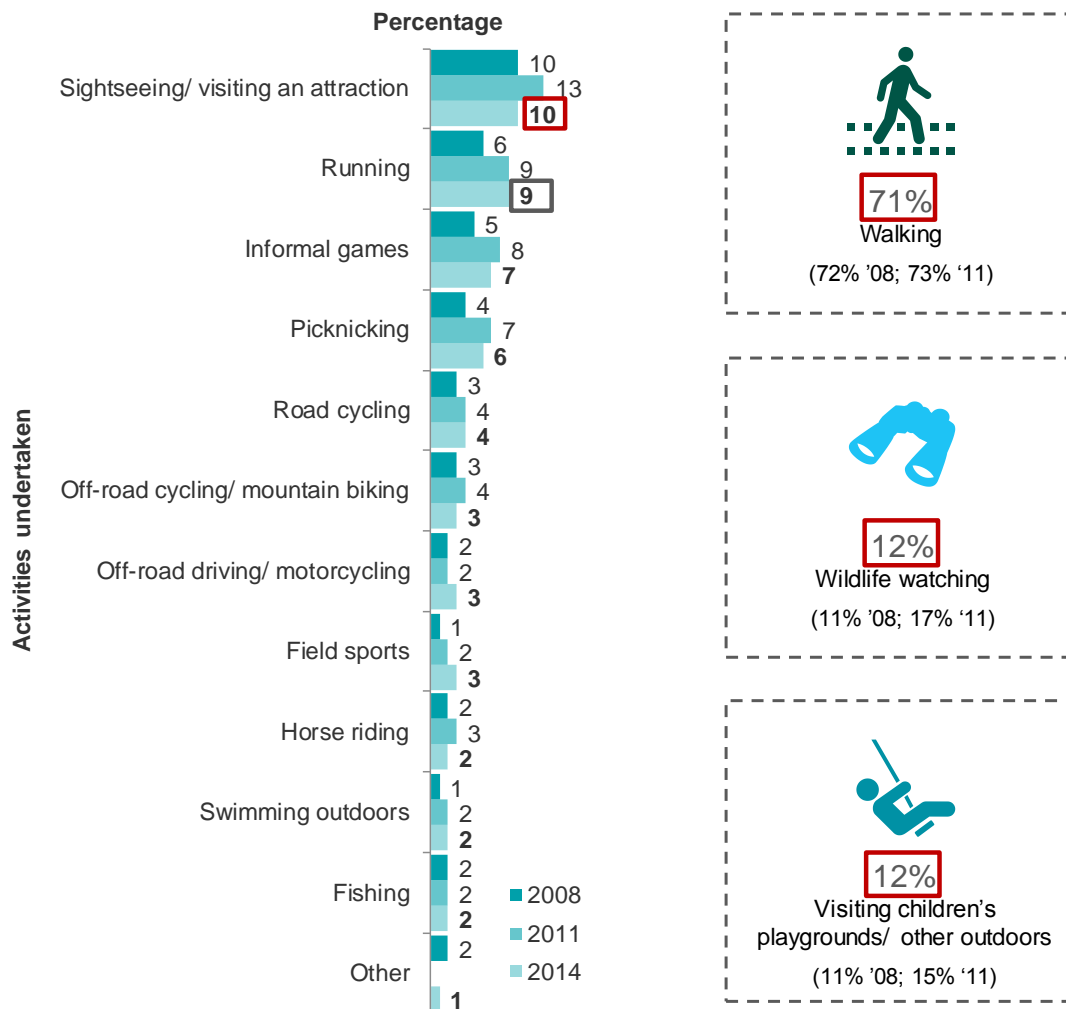 Percentage
Activities undertaken
Sightseeing/ visiting an attraction
10
13
10
Running
6
9
9
Informal games
5
8
7
Picknicking
4
7
6
Road cycling
3
4
4
Off-road cycling/ mountain biking
3
4
3
Off-road driving/ motorcycling
2
2
3
Field sports
1
2
3
Horse riding
2
3
2
Swimming outdoors
1
2
2
Fishing
2
2
2
Other
2
1
2008
2011
2014
71%
Walking
(72% '08; 73% ‘11)
12%
Wildlife watching
(11% '08; 17% ‘11)
12%
Visiting children’s
playgrounds/ other outdoors
(11% '08; 15% ‘11)